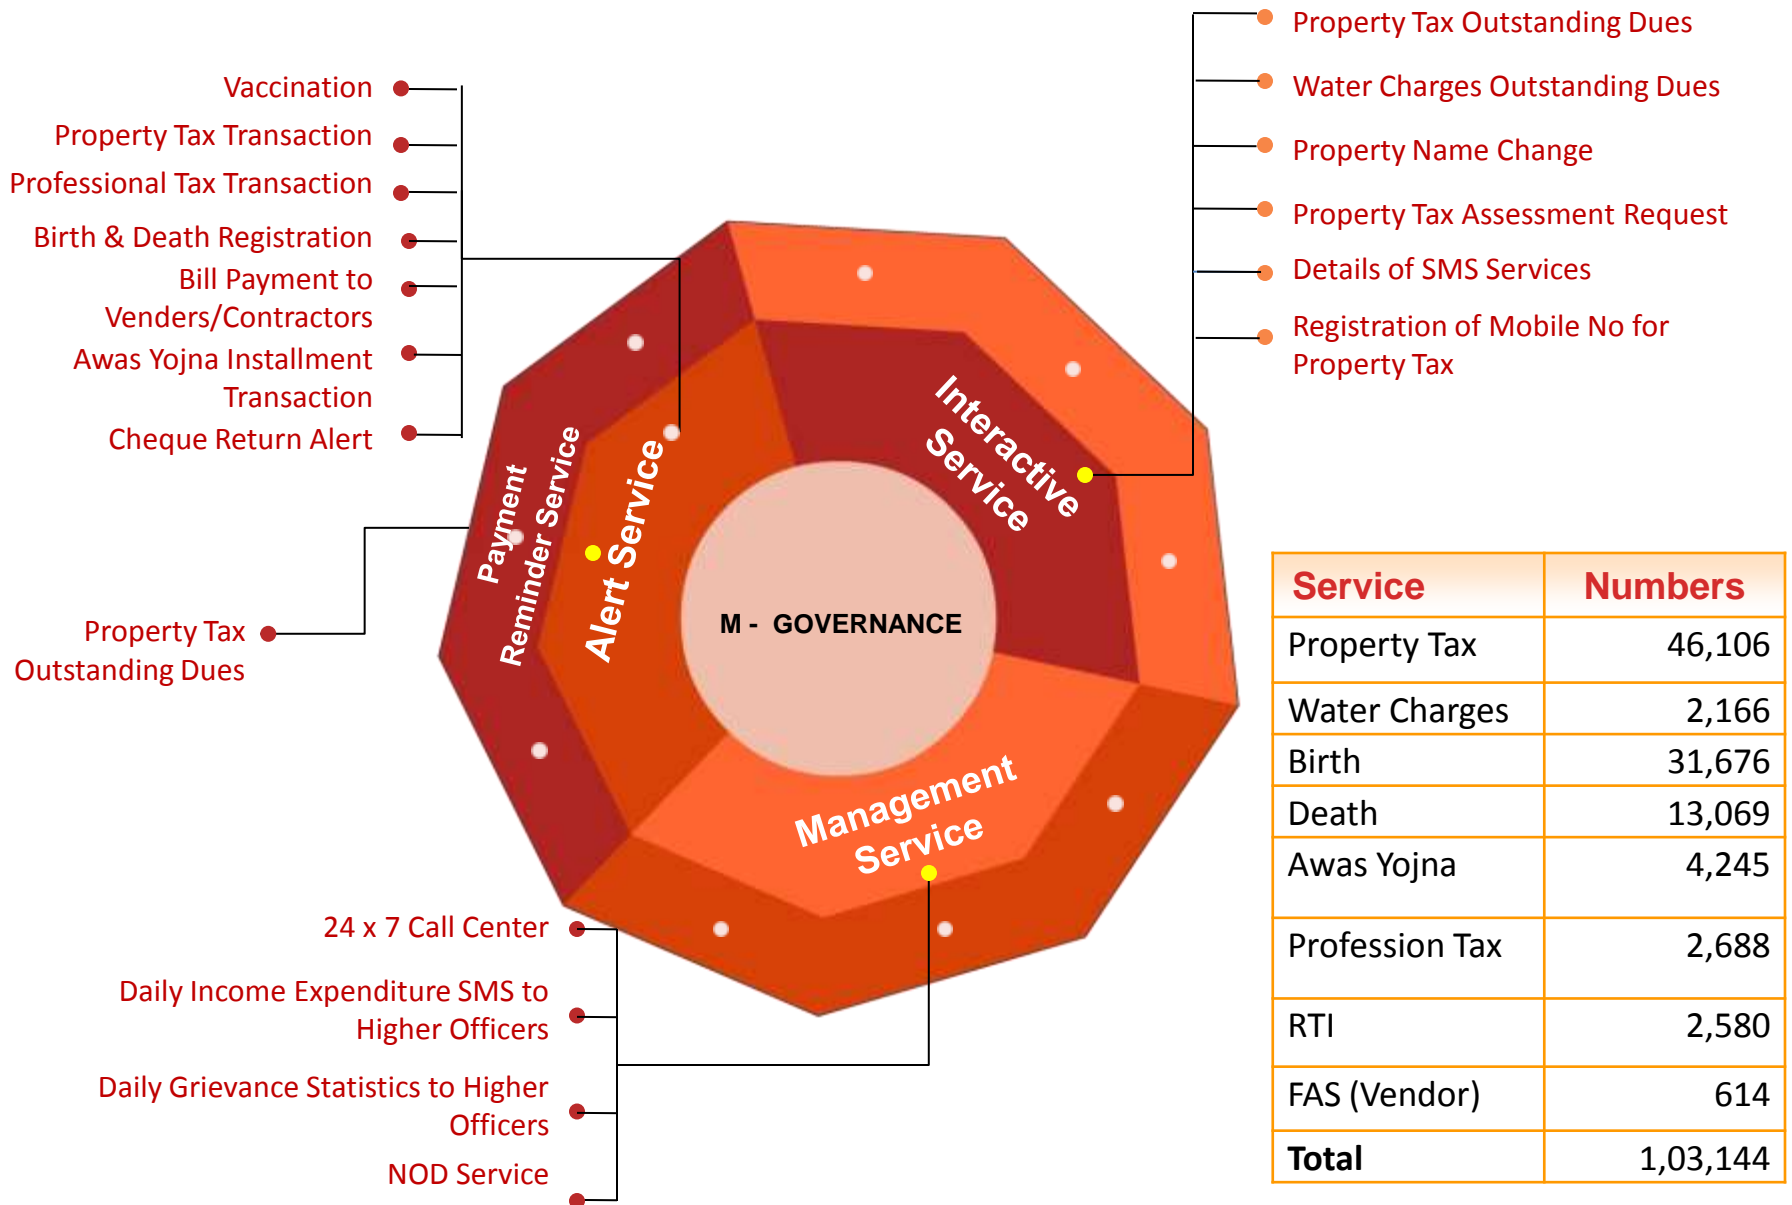 Vaccination
Property Tax Transaction
Professional Tax Transaction
Birth & Death Registration
Bill Payment to
Venders/Contractors
Awas Yojna Installment
Transaction
Cheque Return Alert
Property Tax
Outstanding Dues
Property Tax Outstanding Dues
Water Charges Outstanding Dues
Property Name Change
Property Tax Assessment Request
Details of SMS Services
Registration of Mobile No for
Property Tax
Payment
Reminder Service
Alert Service
Interactive
Service
M - GOVERNANCE
Management
Service
24 x 7 Call Center
Daily Income Expenditure SMS to
Higher Officers
Daily Grievance Statistics to Higher
Officers
NOD Service
Service Numbers
Property Tax 46,106
Water Charges 2,166
Birth 31,676
Death 13,069
Awas Yojna 4,245
Profession Tax 2,688
RTI 2,580
FAS (Vendor) 614
Total 1,03,144